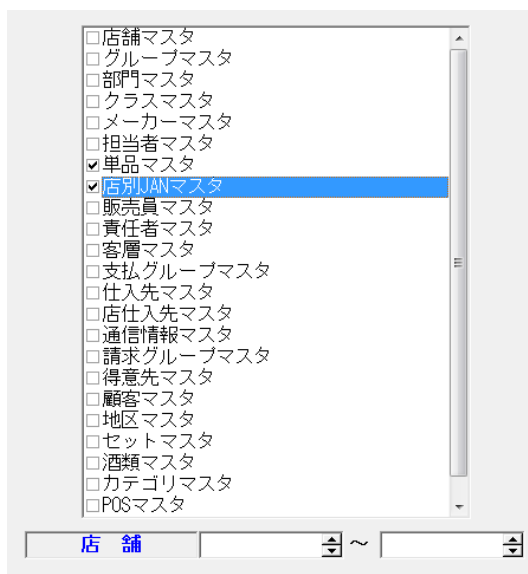 店舗マスタ
グループマスタ
部門マスタ
クラスマスタ
メーカーマスタ
担当者マスタ
単品マスタ
店別JANマスタ
販売員マスタ
責任者マスタ
客層マスタ
支払グループマスタ
仕入先マスタ
店仕入先マスタ
通信情報マスタ
請求グループマスタ
得意先マスタ
顧客マスタ
地区マスタ
セットマスタ
酒類マスタ
カテゴリマスタ
POSマスタ
店 舗 ～